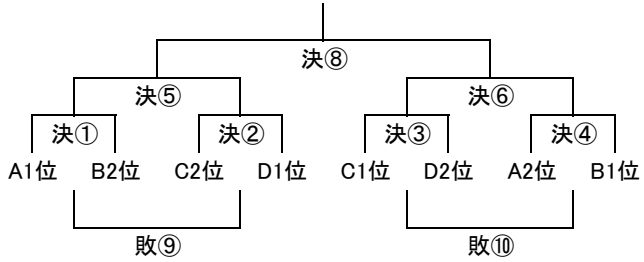 決⑧
決⑤ 決⑥
決① 決② 決③ 決④
A1位 B2位 C2位 D1位 C1位 D2位 A2位 B1位
敗⑨ 敗⑩